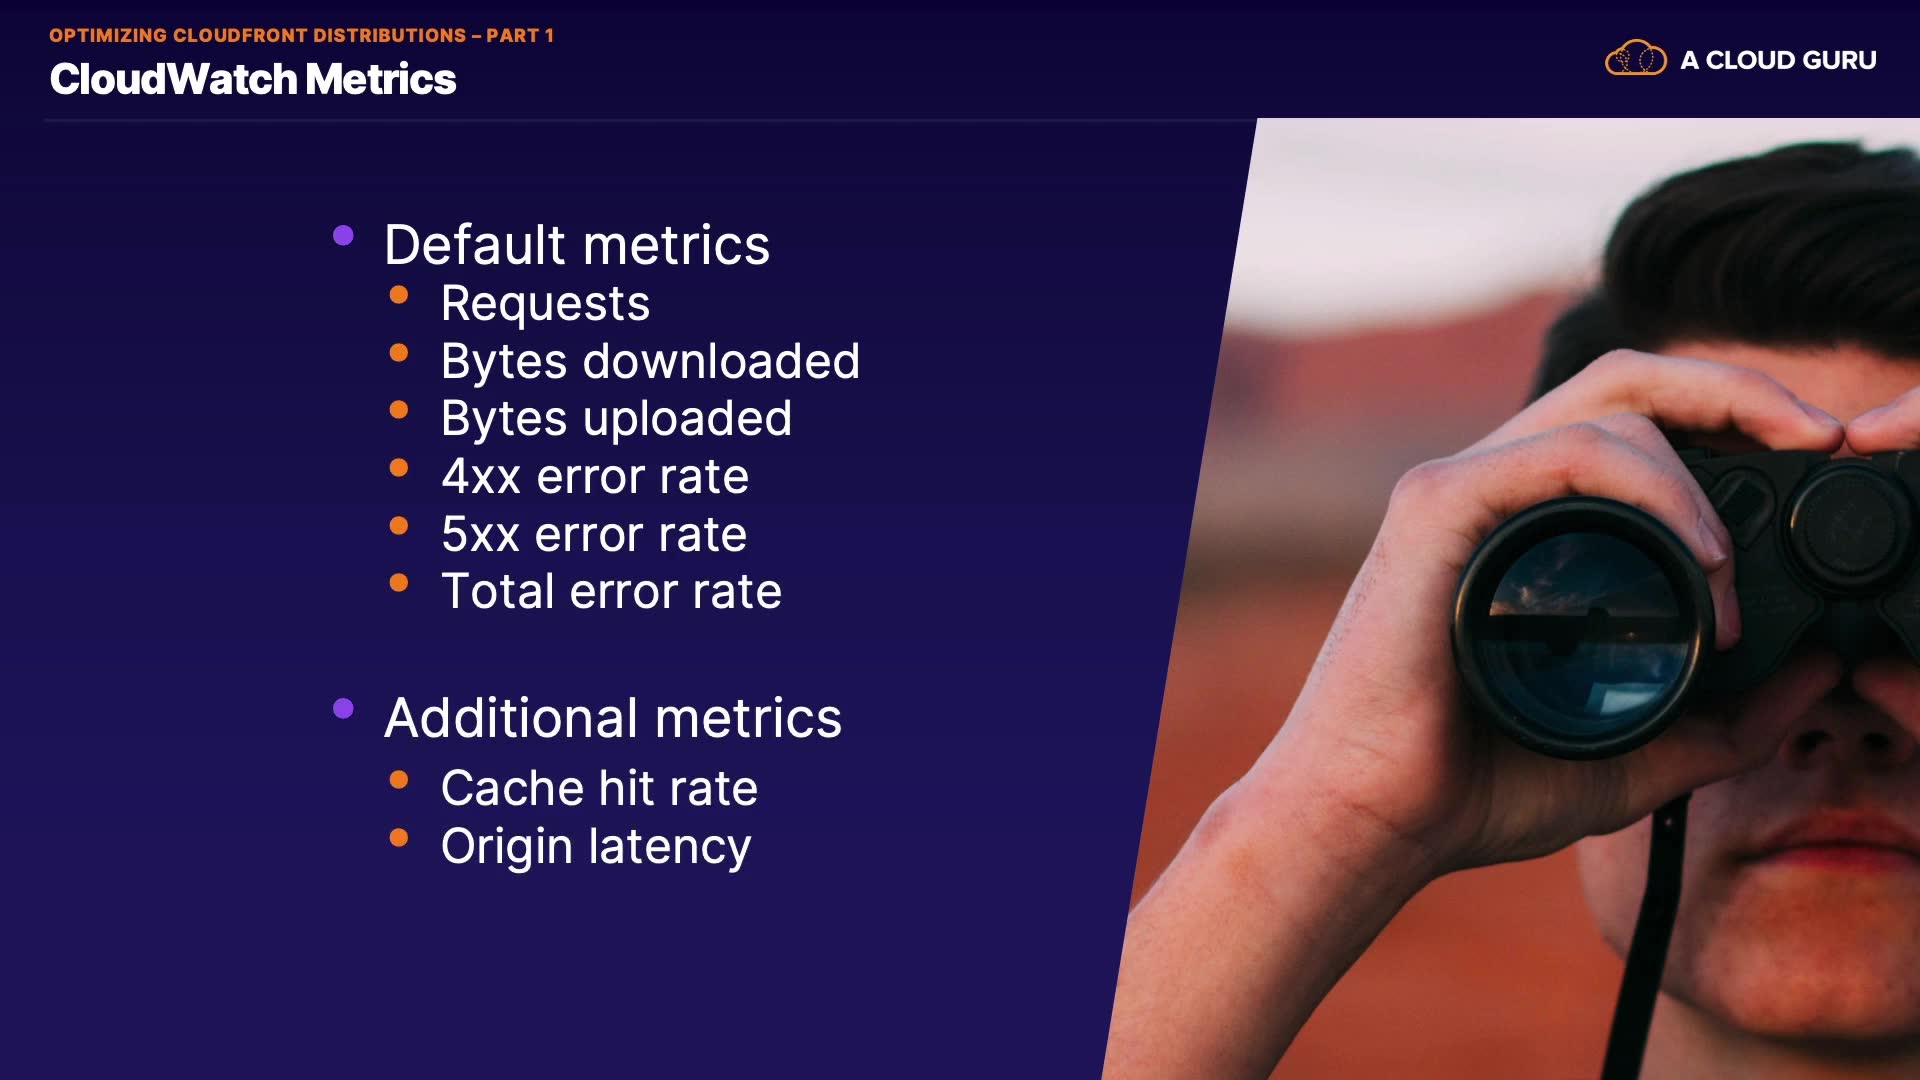 OPTIMIZING CLOUDFRONT DISTRIBUTIONS – PART 1
CloudWatch Metrics
A CLOUD GURU
Default metrics
Requests
Bytes downloaded
Bytes uploaded
4xx error rate
5xx error rate
Total error rate
Additional metrics
Cache hit rate
Origin latency